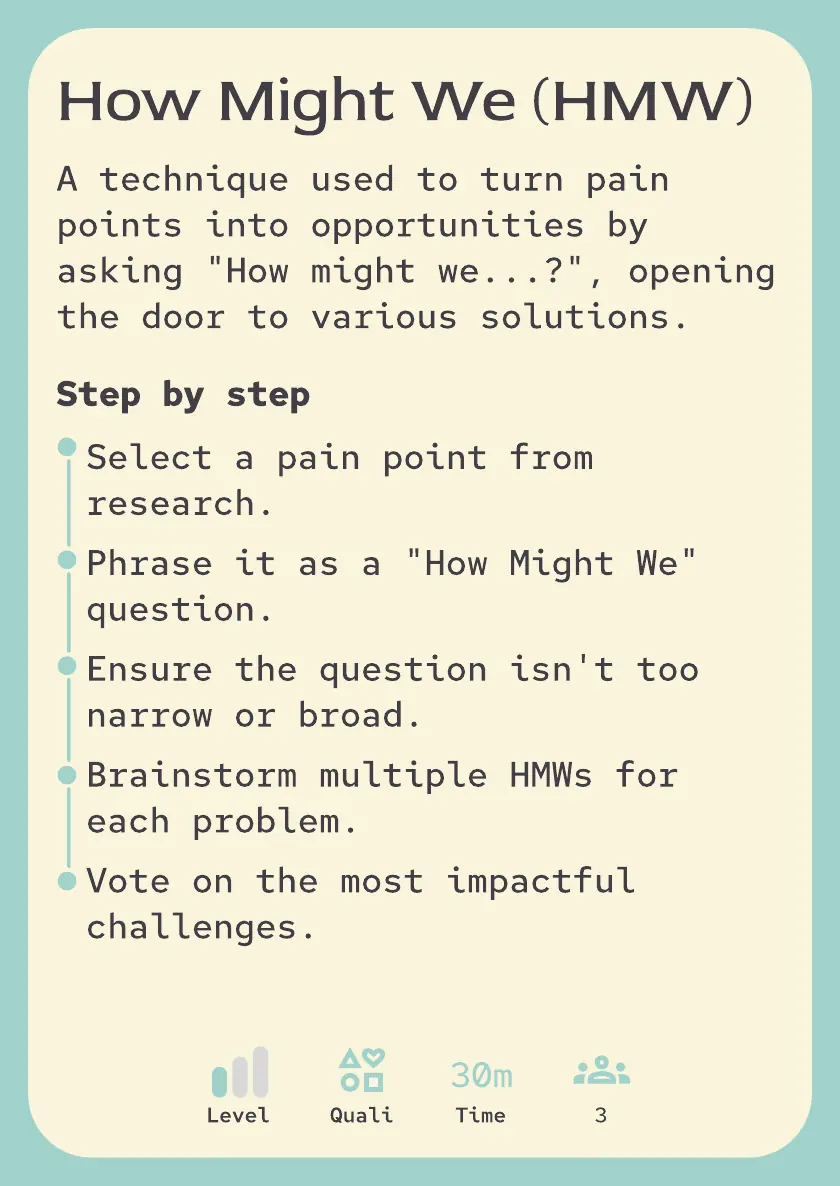 How Might We (HMW)
A technique used to turn pain
points into opportunities by
asking "How might we...?", opening
the door to various solutions.
Step by step
Select a pain point from
research.
Phrase it as a "How Might We"
question.
Ensure the question isn't too
narrow or broad.
Brainstorm multiple HMWs for
each problem.
Vote on the most impactful
challenges.
30m
Level Quali Time 3